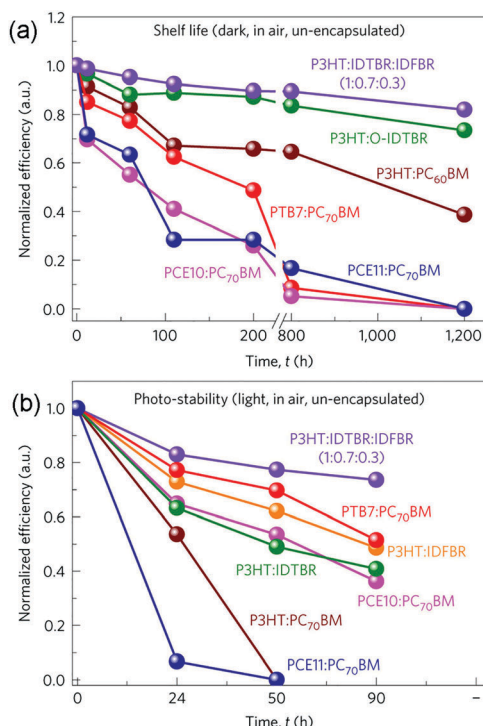 (a)
Shelf life (dark, in air, un-encapsulated)
Normalized efficiency (a.u.)
1.2
1.0
0.8
0.6
0.4
0.2
0.0
P3HT:IDTBR:IDFBR
(1:0.7:0.3)
P3HT:O-IDTBR
P3HT:PC60BM
PTB7:PC70BM
PCE11:PC70BM
PCE10:PC70BM
0 100 200 800 1,000 1,200
Time, t (h)
(b)
Photo-stability (light, in air, un-encapsulated)
Normalized efficiency (a.u.)
1.0
0.8
0.6
0.4
0.2
0.0
P3HT:IDTBR:IDFBR
(1:0.7:0.3)
PTB7:PC70BM
P3HT:IDFBR
P3HT:IDTBR
PCE10:PC70BM
P3HT:PC70BM
PCE11:PC70BM
0 24 50 90 –
Time, t (h)